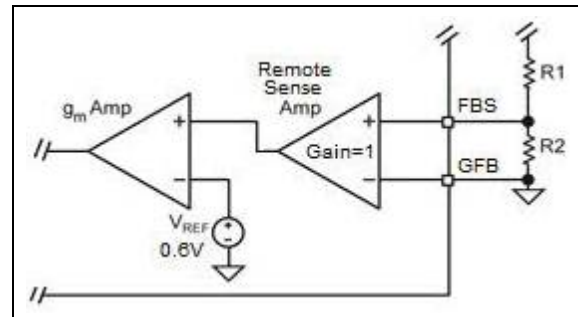 Remote
Sense
Amp
gm Amp
FBS
R1
Gain=1
GFB
R2
VREF
0.6V
+
−
+
−
+
-